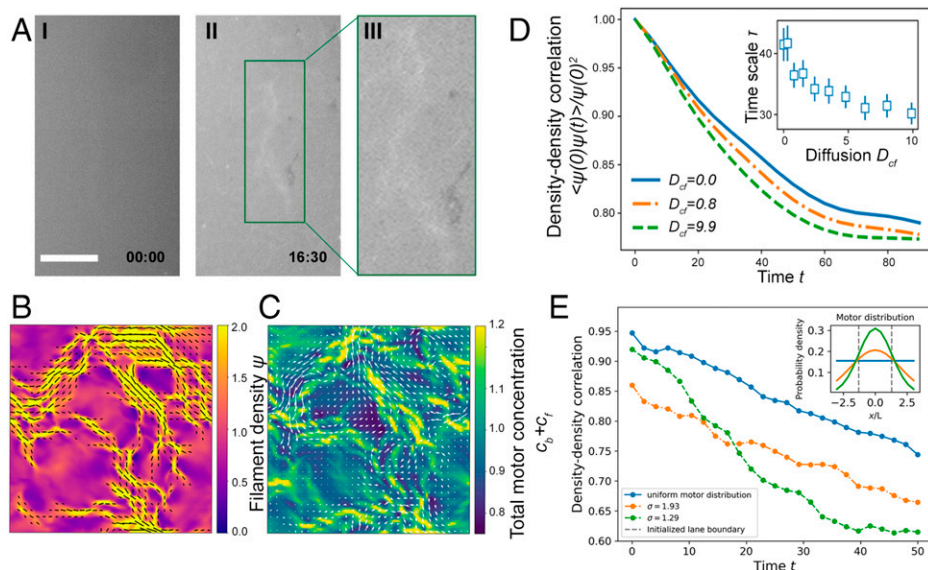 A
I
II
III
00:00
16:30
B
2.0
1.5
1.0
0.5
0.0
Filament density Ψ
C
1.2
1.1
1.0
0.9
0.8
Total motor concentration
c_b+c_f
D
Density-density correlation
<ψ(0)ψ(t)>/ψ(0)²
1.00
0.95
0.90
0.85
0.80
D_cf=0.0
D_cf=0.8
D_cf=9.9
0 20 40 60 80
Time t
Time scale τ
40
30
0 5 10
Diffusion D_cf
E
Density-density correlation
0.95
0.90
0.85
0.80
0.75
0.70
0.65
0.60
uniform motor distribution
σ = 1.93
σ = 1.29
Initialized lane boundary
0 10 20 30 40 50
Time t
Motor distribution
Probability density
0.3
0.2
0.1
−2.5 0.0 2.5
x/L